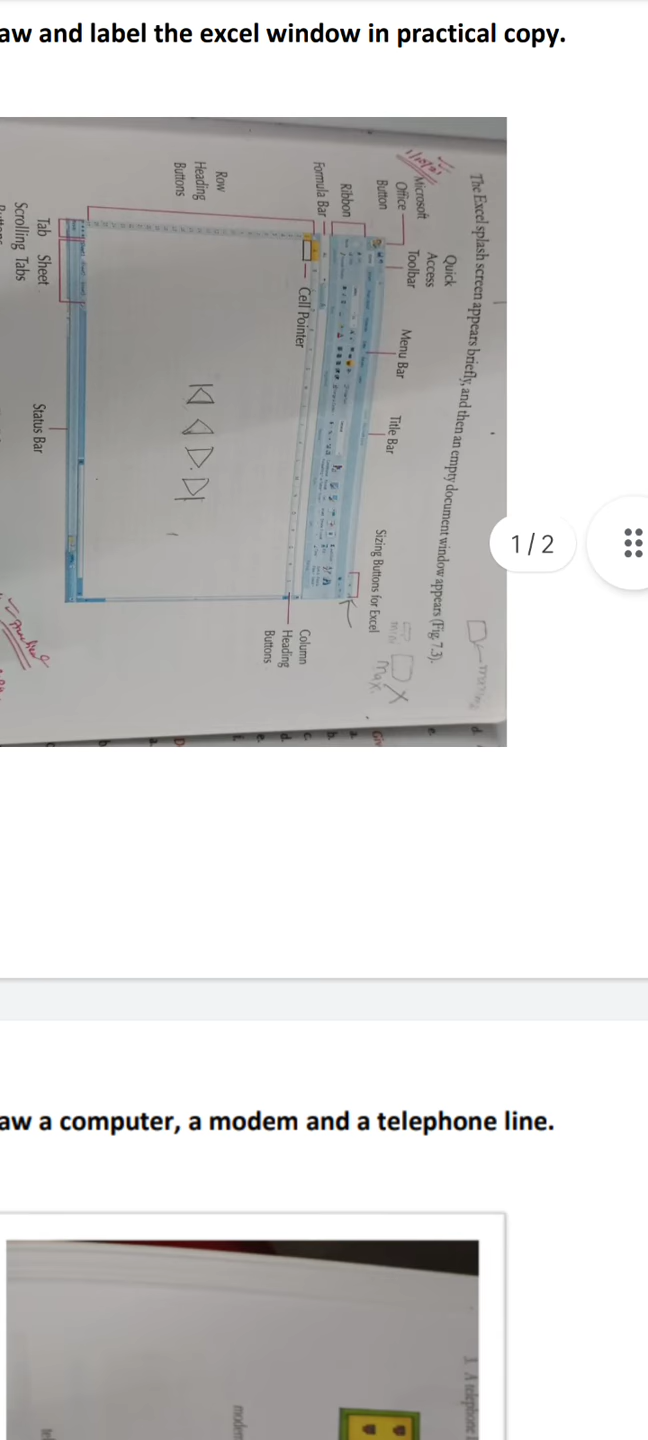 aw and label the excel window in practical copy.
The Excel splash screen appears briefly, and then an empty document window appears (Fig 7.3).
Microsoft
Office
Button
Quick
Access
Toolbar
Menu Bar
Title Bar
Sizing Buttons for Excel
max.
Ribbon
Formula Bar
Cell Pointer
Row
Heading
Buttons
Column
Heading
Buttons
Tab
Scrolling
Sheet
Tabs
Status Bar
1 / 2
aw a computer, a modem and a telephone line.
3. A telephone
modem